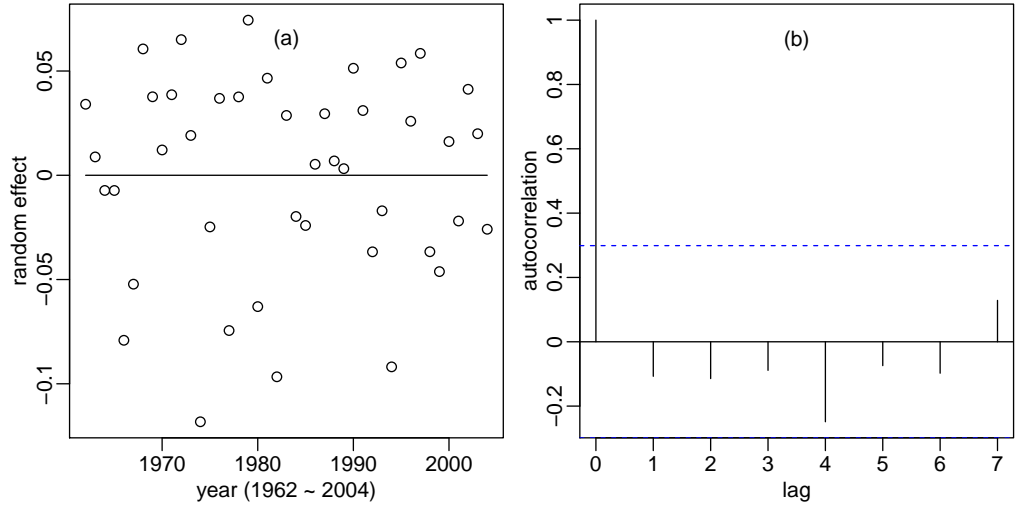 (a)
random effect
0.05
0
−0.05
−0.1
1970 1980 1990 2000
year (1962 ~ 2004)
(b)
autocorrelation
1
0.8
0.6
0.4
0.2
0
−0.2
0 1 2 3 4 5 6 7
lag